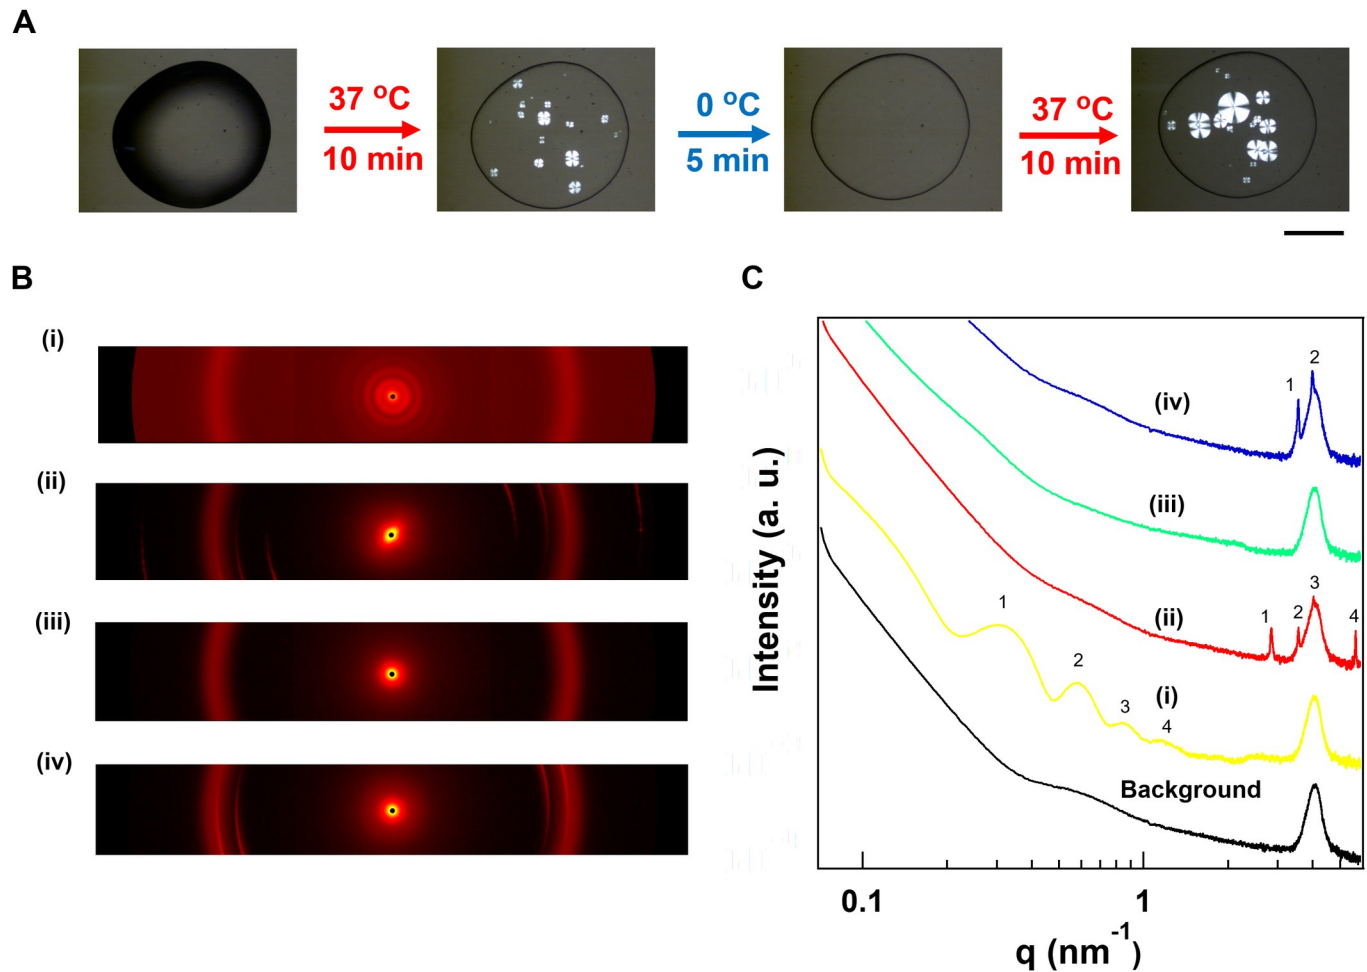 A
37 °C
10 min
0 °C
5 min
37 °C
10 min
B
(i)
(ii)
(iii)
(iv)
C
Intensity (a. u.)
1
2
(iv)
(iii)
1
2
3
4
(ii)
1
2
3
4
(i)
Background
0.1
1
q (nm⁻¹)